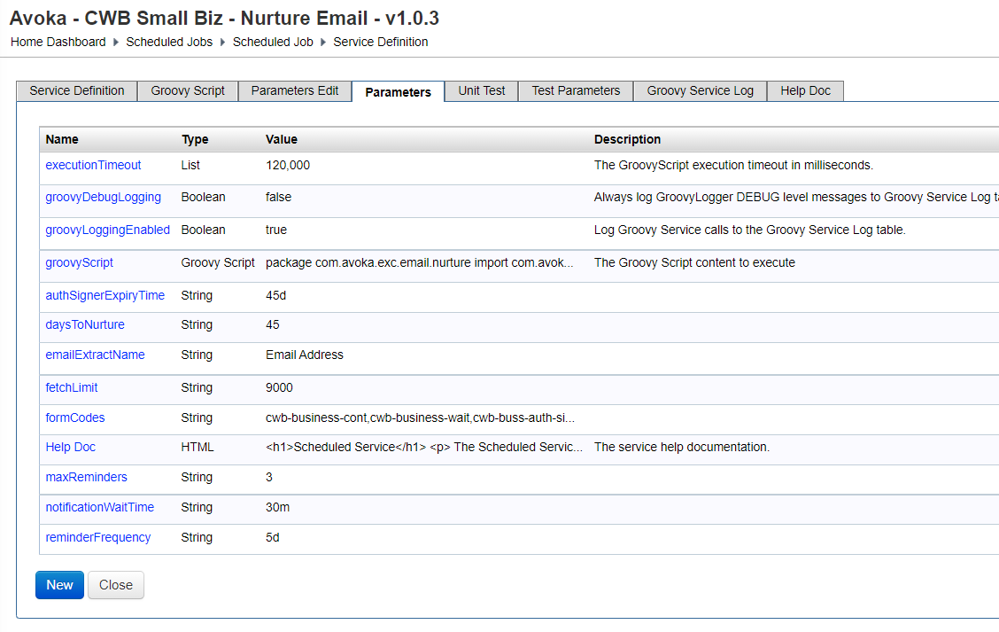 Avoka - CWB Small Biz - Nurture Email - v1.0.3
Home Dashboard Scheduled Jobs Scheduled Job Service Definition
Service Definition Groovy Script Parameters Edit Parameters Unit Test Test Parameters Groovy Service Log Help Doc
Name Type Value Description
executionTimeout List 120,000 The GroovyScript execution timeout in milliseconds.
groovyDebugLogging Boolean false Always log GroovyLogger DEBUG level messages to Groovy Service Log t
groovyLoggingEnabled Boolean true Log Groovy Service calls to the Groovy Service Log table.
groovyScript Groovy Script package com.avoka.exc.email.nurture import com.avok... The Groovy Script content to execute
authSignerExpiryTime String 45d
daysToNurture String 45
emailExtractName String Email Address
fetchLimit String 9000
formCodes String cwb-business-cont,cwb-business-wait,cwb-buss-auth-si...
Help Doc HTML <h1>Scheduled Service</h1> <p> The Scheduled Servic... The service help documentation.
maxReminders String 3
notificationWaitTime String 30m
reminderFrequency String 5d
New Close